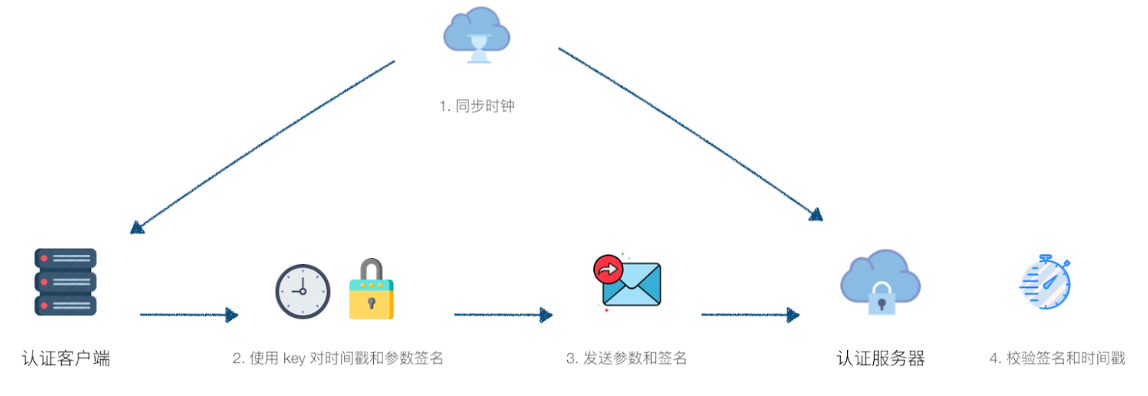 1. 同步时钟
认证客户端
2. 使用 key 对时间戳和参数签名
3. 发送参数和签名
认证服务器
4. 校验签名和时间戳